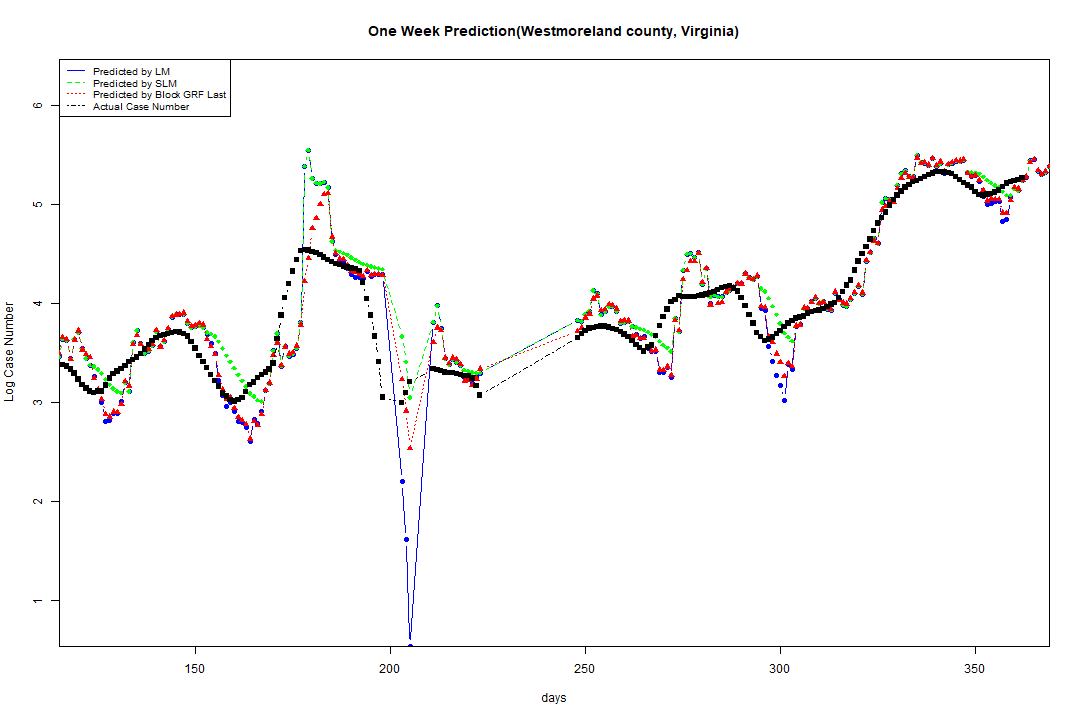 One Week Prediction(Westmoreland county, Virginia)
Predicted by LM
Predicted by SLM
Predicted by Block GRF Last
Actual Case Number
6
5
4
3
2
1
Log Case Number
150 200 250 300 350
days